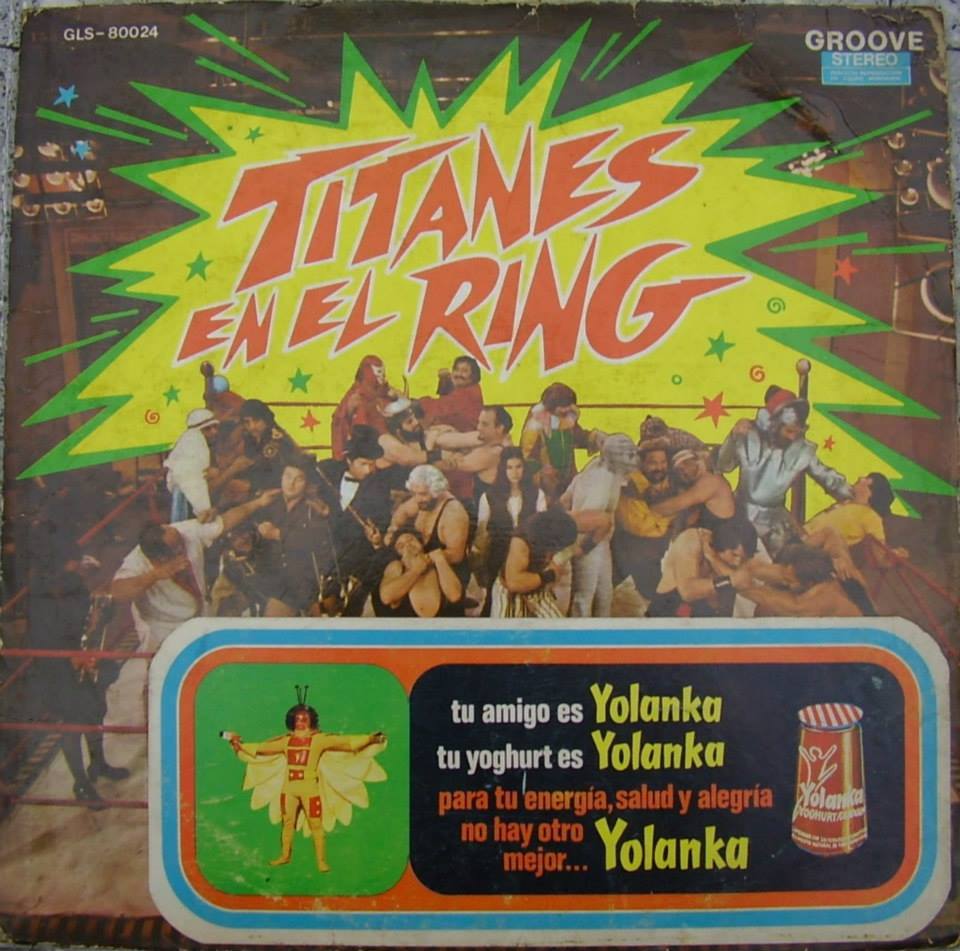 GLS-80024
GROOVE
STEREO
TITANES
EN EL RING
tu amigo es Yolanka
tu yoghurt es Yolanka
para tu energía, salud y alegría
no hay otro
mejor... Yolanka
Yolanka